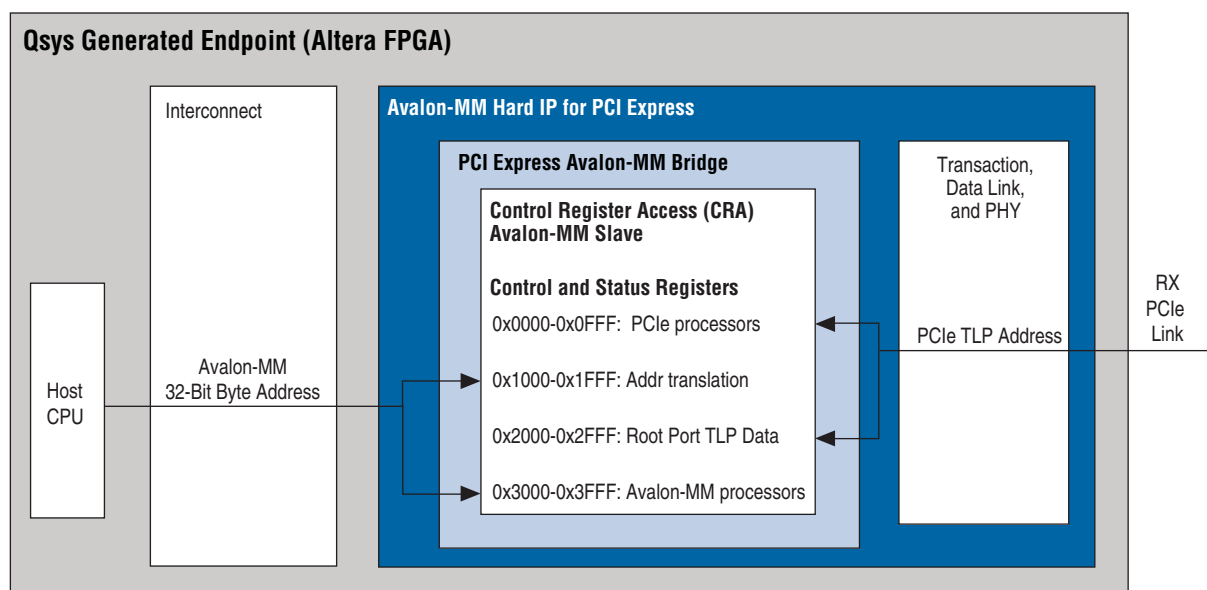 Qsys Generated Endpoint (Altera FPGA)
Interconnect
Avalon-MM Hard IP for PCI Express
PCI Express Avalon-MM Bridge
Control Register Access (CRA)
Avalon-MM Slave
Control and Status Registers
0x0000-0x0FFF: PCIe processors
0x1000-0x1FFF: Addr translation
0x2000-0x2FFF: Root Port TLP Data
0x3000-0x3FFF: Avalon-MM processors
Transaction,
Data Link,
and PHY
PCIe TLP Address
RX
PCIe
Link
Host
CPU
Avalon-MM
32-Bit Byte Address